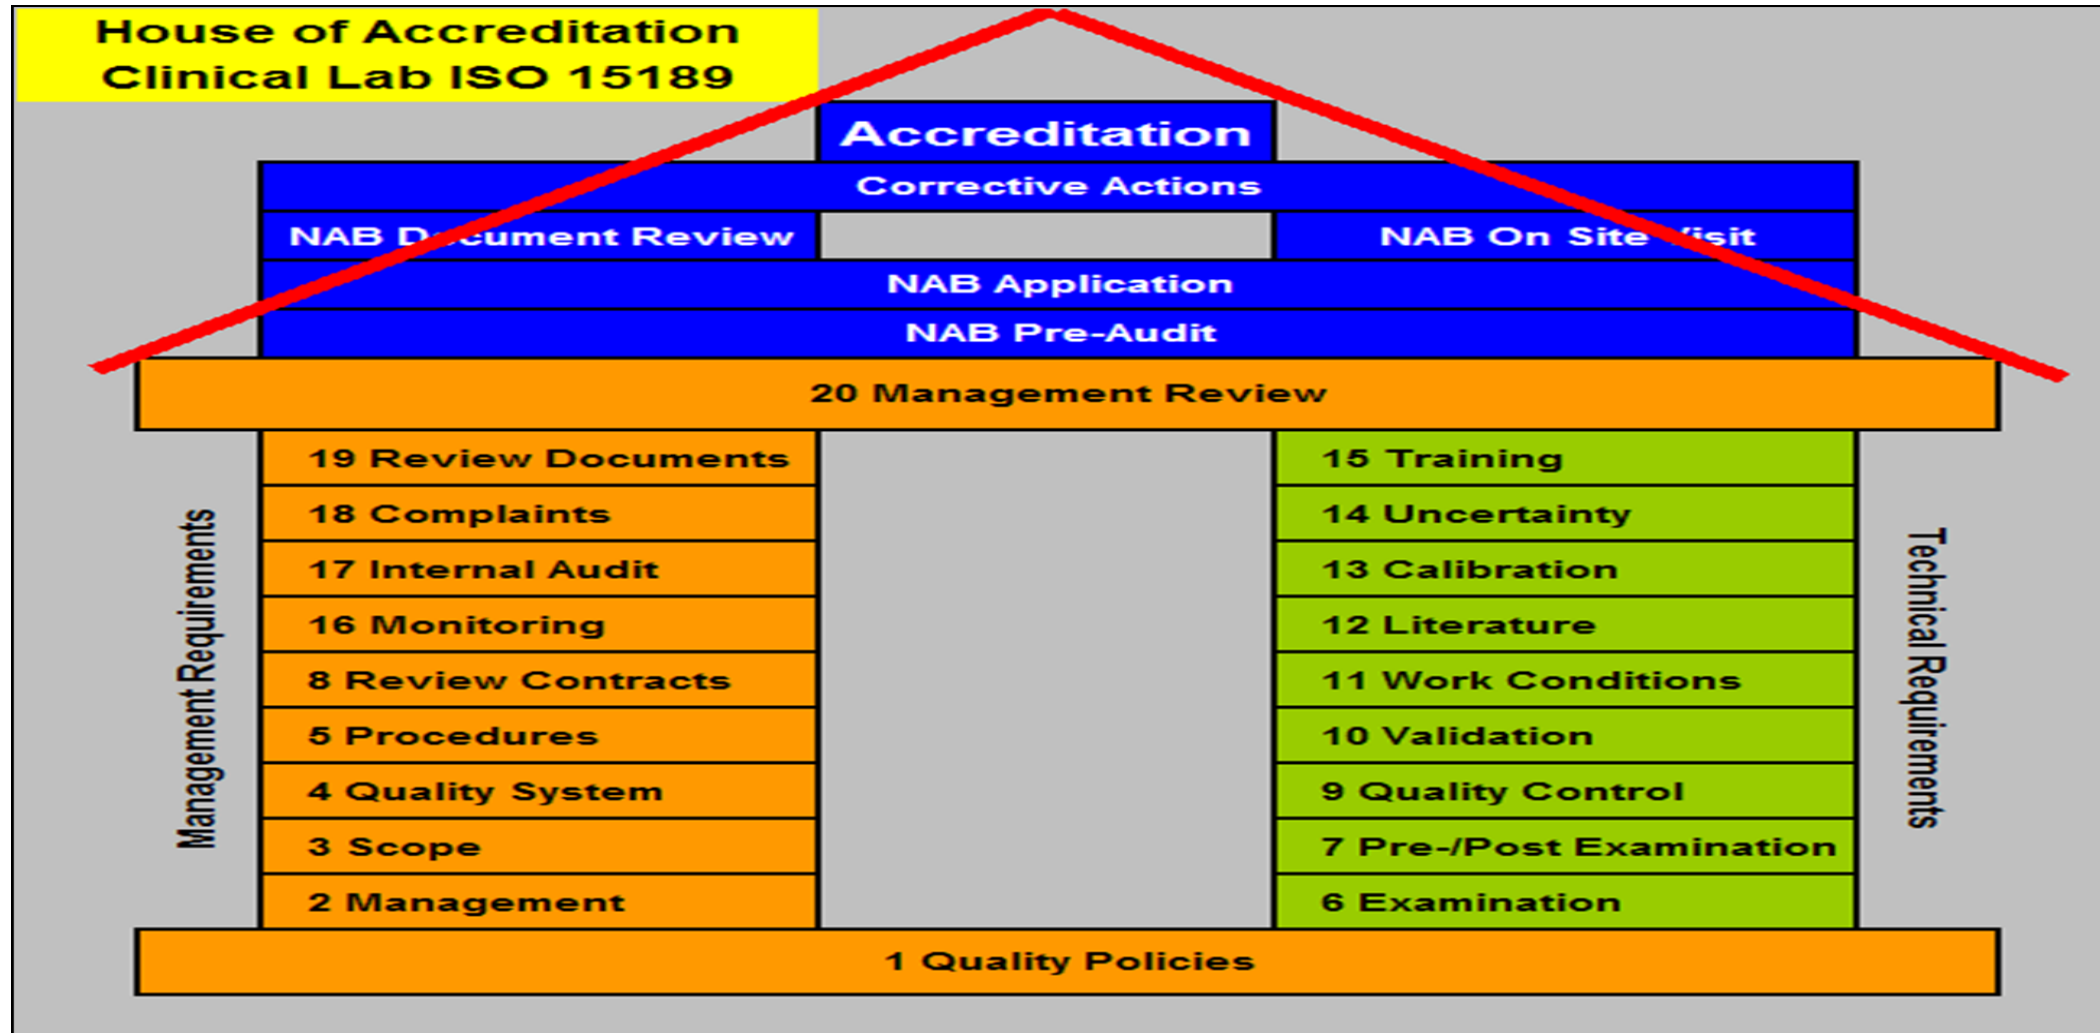 House of Accreditation
Clinical Lab ISO 15189
Accreditation
Corrective Actions
NAB Document Review
NAB On Site Visit
NAB Application
NAB Pre-Audit
20 Management Review
Management Requirements
19 Review Documents
18 Complaints
17 Internal Audit
16 Monitoring
8 Review Contracts
5 Procedures
4 Quality System
3 Scope
2 Management
15 Training
14 Uncertainty
13 Calibration
12 Literature
11 Work Conditions
10 Validation
9 Quality Control
7 Pre-/Post Examination
6 Examination
Technical Requirements
1 Quality Policies